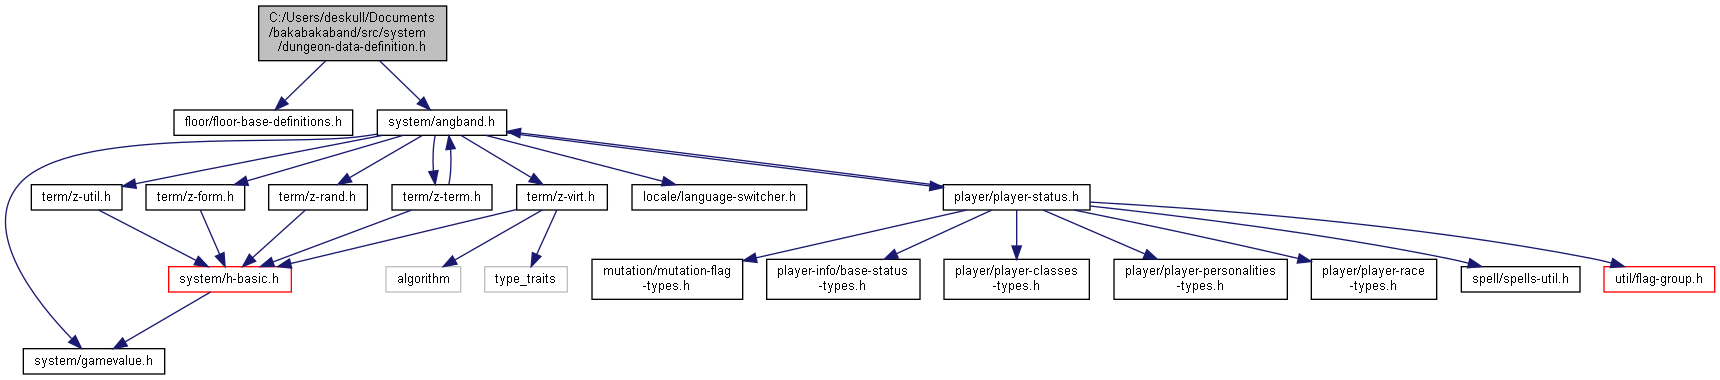 C:/Users/deskull/Documents
/bakabakaband/src/system
/dungeon-data-definition.h
floor/floor-base-definitions.h
system/angband.h
term/z-util.h
term/z-form.h
term/z-rand.h
term/z-term.h
term/z-virt.h
locale/language-switcher.h
player/player-status.h
system/h-basic.h
algorithm
type_traits
mutation/mutation-flag
-types.h
player-info/base-status
-types.h
player/player-classes
-types.h
player/player-personalities
-types.h
player/player-race
-types.h
spell/spells-util.h
util/flag-group.h
system/gamevalue.h